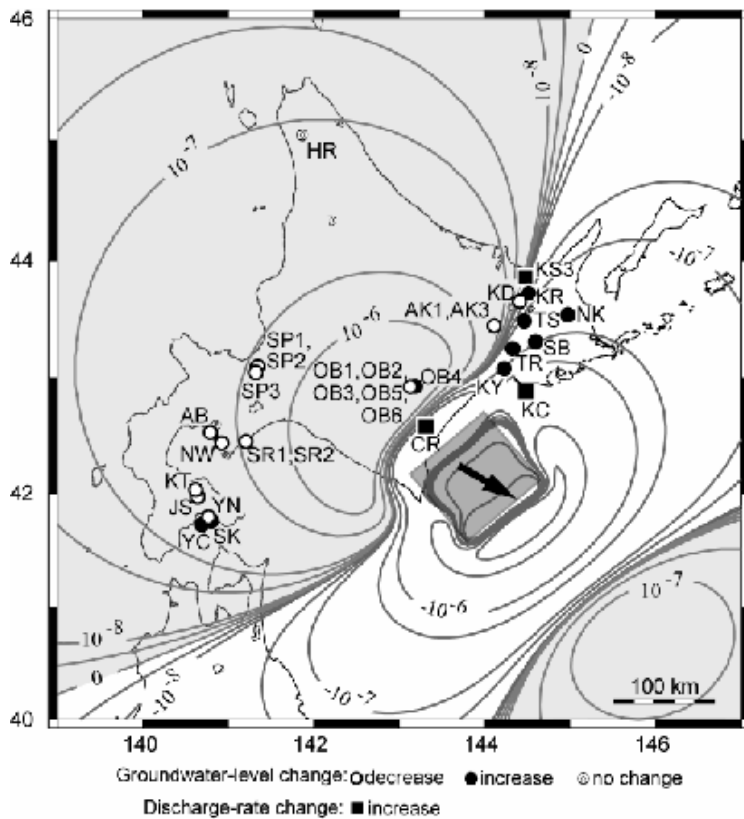 46
0
10⁻⁸
-10⁻⁸
10⁻⁷
HR
44
-10⁻⁷
KS3
KD
KR
AK1,AK3
TS
NK
10⁻⁶
SP1,
SP2,
SP3
OB1,OB2,
OB3,OB5,
OB6
OB4
SB
TR
KY
KC
AB
CR
NW
SR1,SR2
42
KT
JS
YN
YC
SK
-10⁻⁶
10⁻⁷
10⁻⁸
0
-10⁻⁸
-10⁻⁷
100 km
40
140 142 144 146
Groundwater-level change: decrease increase no change
Discharge-rate change: increase